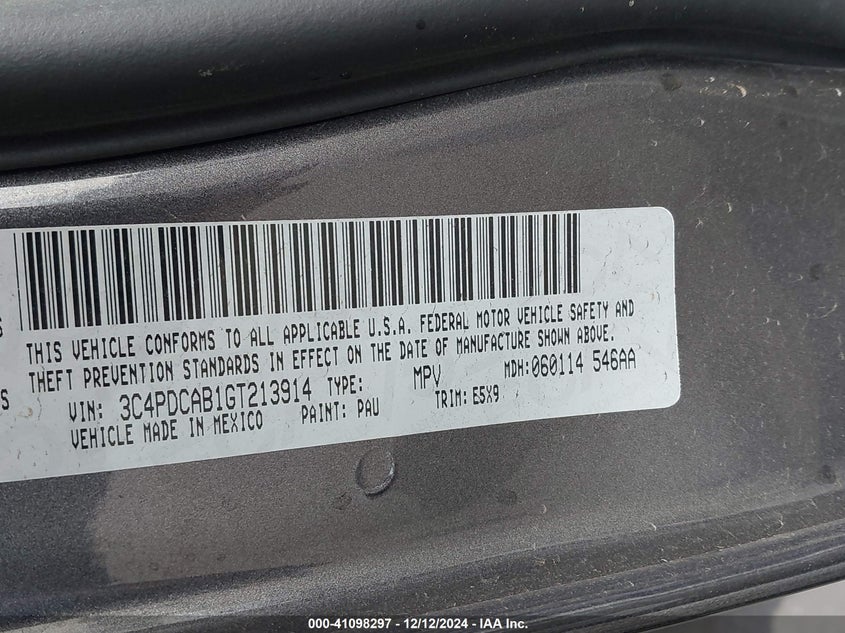 THIS VEHICLE CONFORMS TO ALL APPLICABLE U.S.A. FEDERAL MOTOR VEHICLE SAFETY AND
THEFT PREVENTION STANDARDS IN EFFECT ON THE DATE OF MANUFACTURE SHOWN ABOVE.
S
S
VIN: 3C4PDCAB1GT213914 TYPE: MPV MDH:060114 546AA
VEHICLE MADE IN MEXICO PAINT: PAU TRIM: E5X9
000-41098297 - 12/12/2024 - IAA Inc.